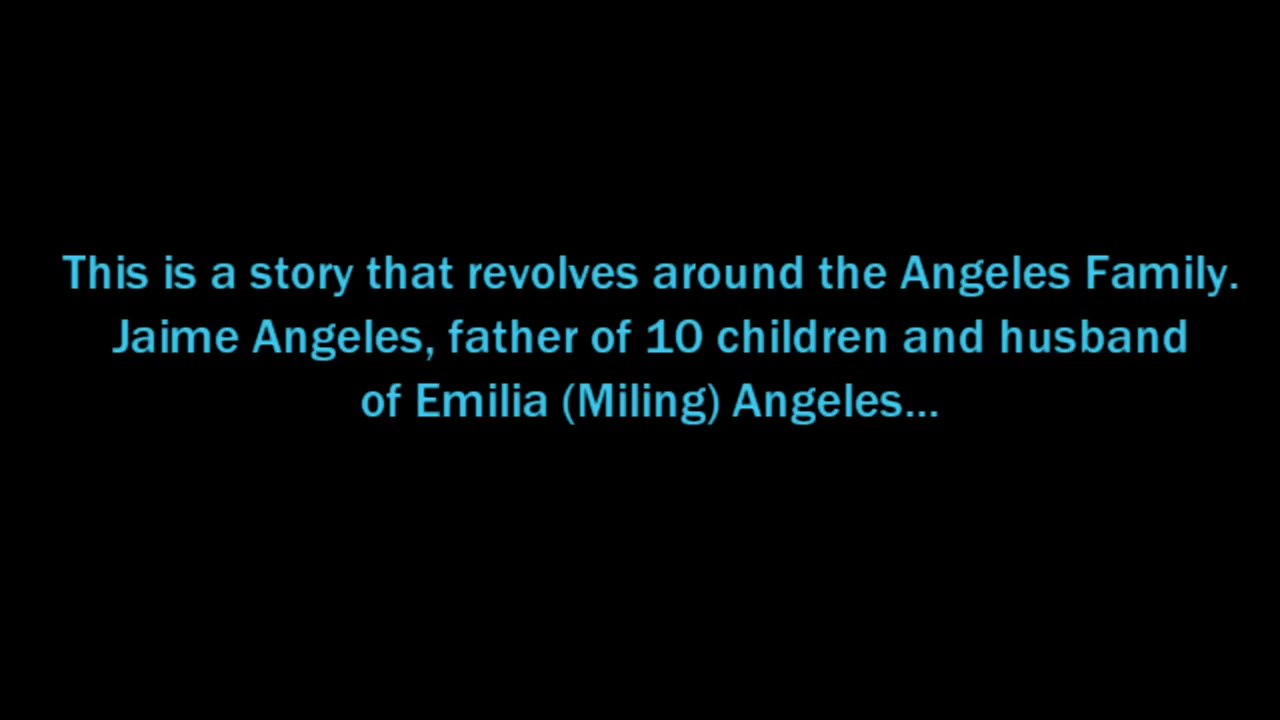 This is a story that revolves around the Angeles Family.
Jaime Angeles, father of 10 children and husband
of Emilia (Miling) Angeles...